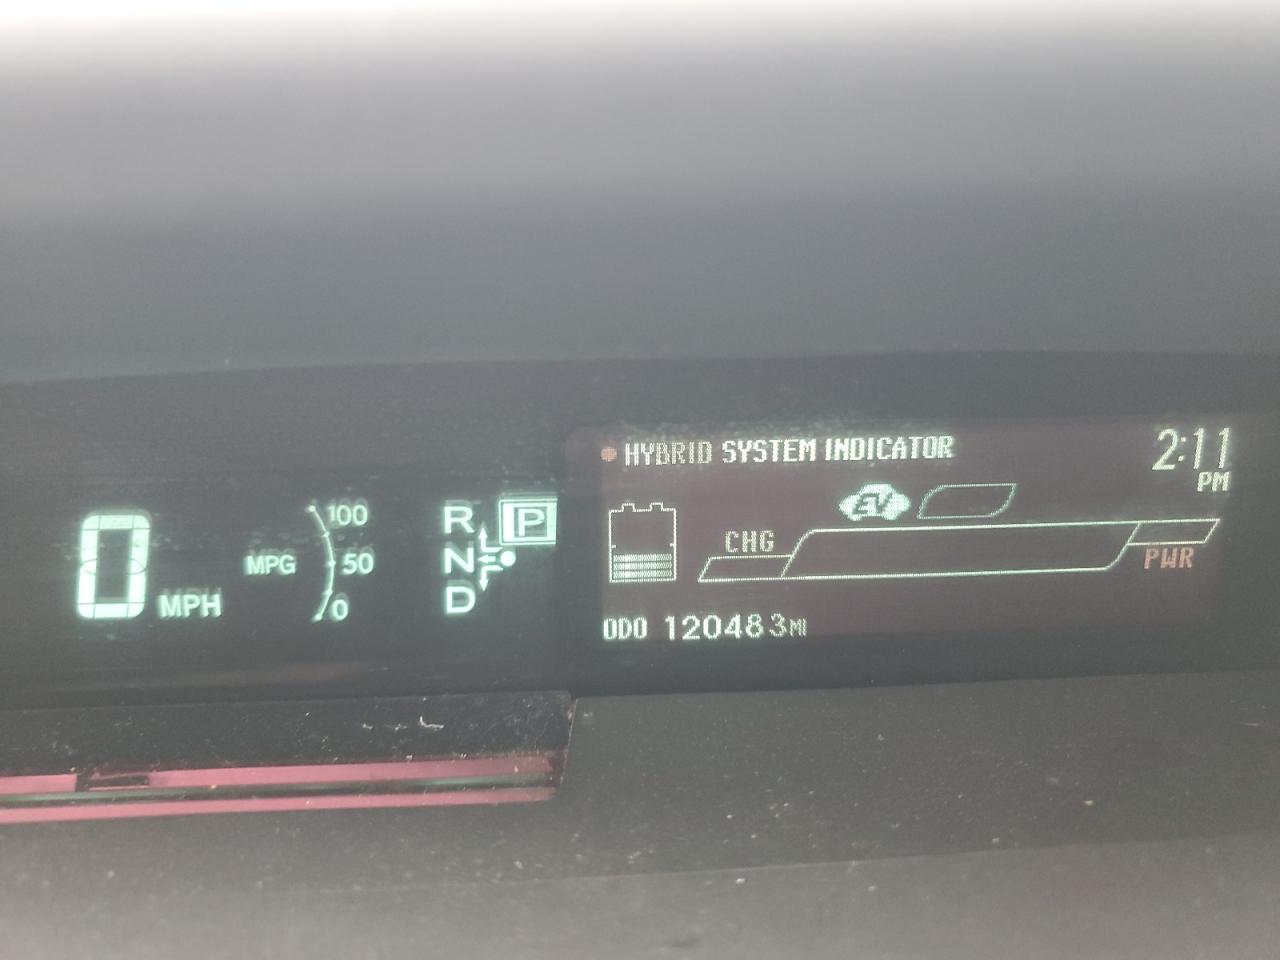 0 MPH
MPG
100
50
0
R P
N
D
HYBRID SYSTEM INDICATOR
2:11
PM
EV
CHG
PWR
ODO 120483MI